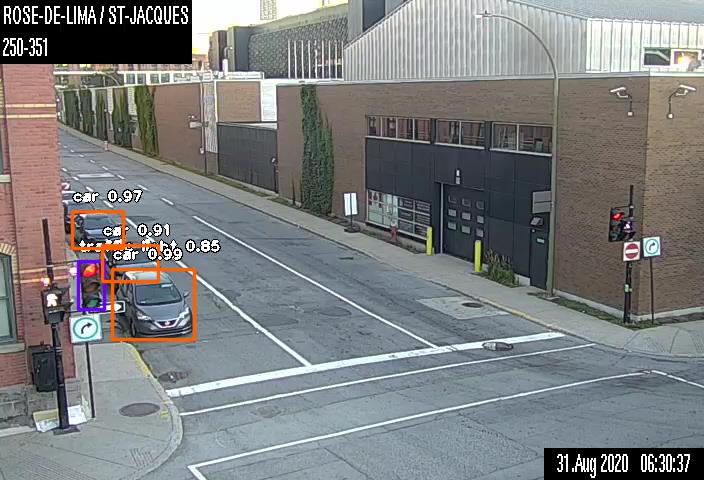 ROSE-DE-LIMA / ST-JACQUES
250-351
car 0.97
car 0.91
traffic light 0.85
car 0.99
31.Aug 2020 06:30:37